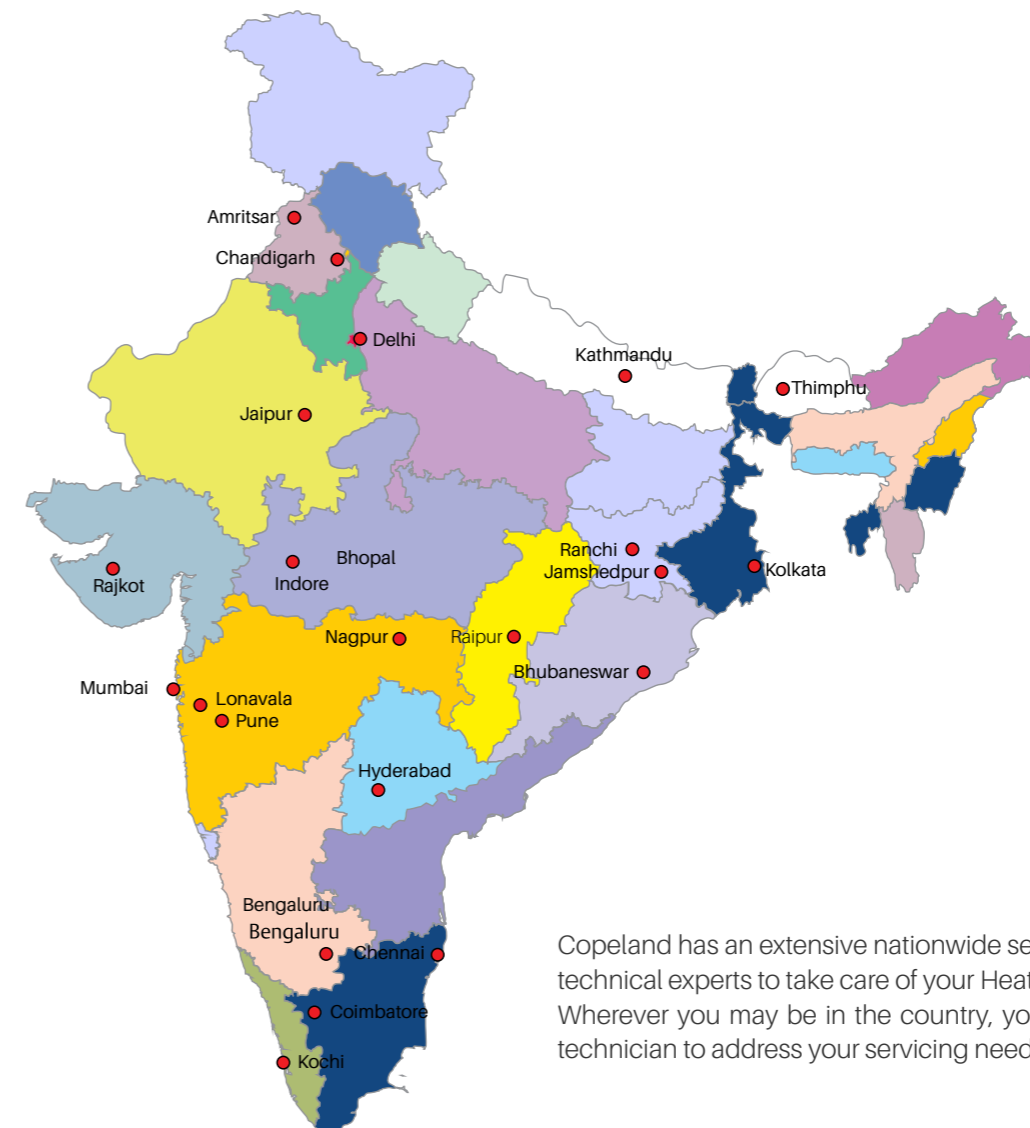 Amritsar
Chandigarh
Delhi
Kathmandu
Thimphu
Jaipur
Ranchi
Bhopal
Jamshedpur
Kolkata
Indore
Rajkot
Nagpur
Raipur
Bhubaneswar
Mumbai
Lonavala
Pune
Hyderabad
Bengaluru
Bengaluru
Chennai
Coimbatore
Kochi
Copeland has an extensive nationwide se
technical experts to take care of your Heat
Wherever you may be in the country, yo
technician to address your servicing need